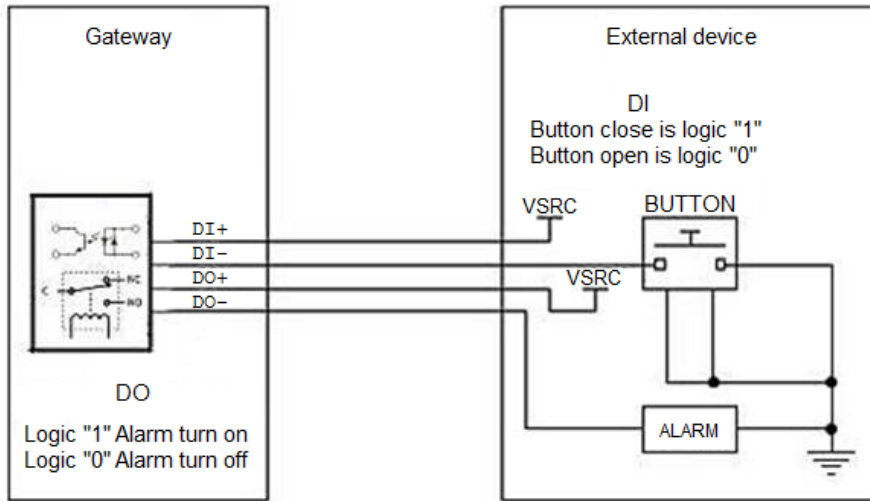 Gateway
External device
DI
Button close is logic "1"
Button open is logic "0"
VSRC
BUTTON
DI+
DI−
DO+
DO−
VSRC
C
NC
NO
DO
Logic "1" Alarm turn on
Logic "0" Alarm turn off
ALARM